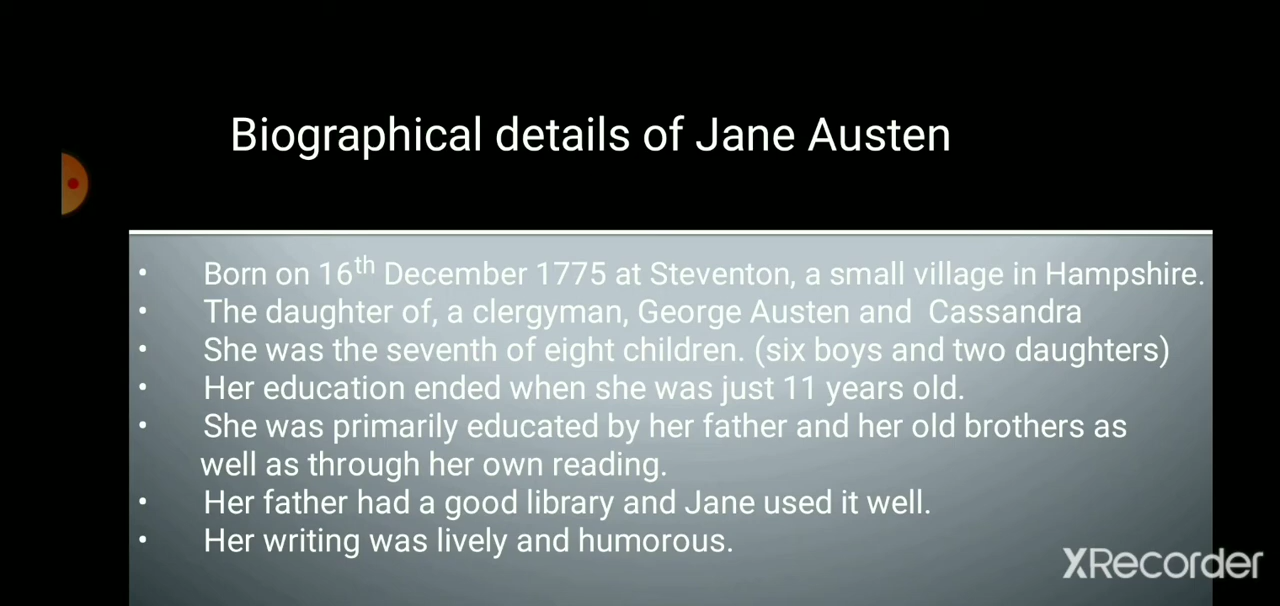 Biographical details of Jane Austen
• Born on 16th December 1775 at Steventon, a small village in Hampshire.
• The daughter of, a clergyman, George Austen and Cassandra
• She was the seventh of eight children. (six boys and two daughters)
• Her education ended when she was just 11 years old.
• She was primarily educated by her father and her old brothers as
well as through her own reading.
• Her father had a good library and Jane used it well.
• Her writing was lively and humorous.
XRecorder